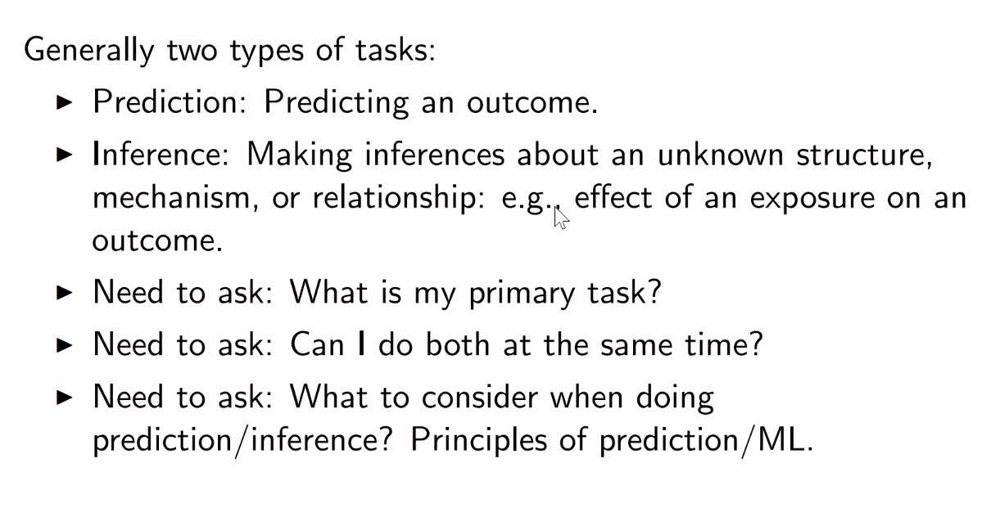 Generally two types of tasks:
▶ Prediction: Predicting an outcome.
▶ Inference: Making inferences about an unknown structure,
mechanism, or relationship: e.g., effect of an exposure on an
outcome.
▶ Need to ask: What is my primary task?
▶ Need to ask: Can I do both at the same time?
▶ Need to ask: What to consider when doing
prediction/inference? Principles of prediction/ML.